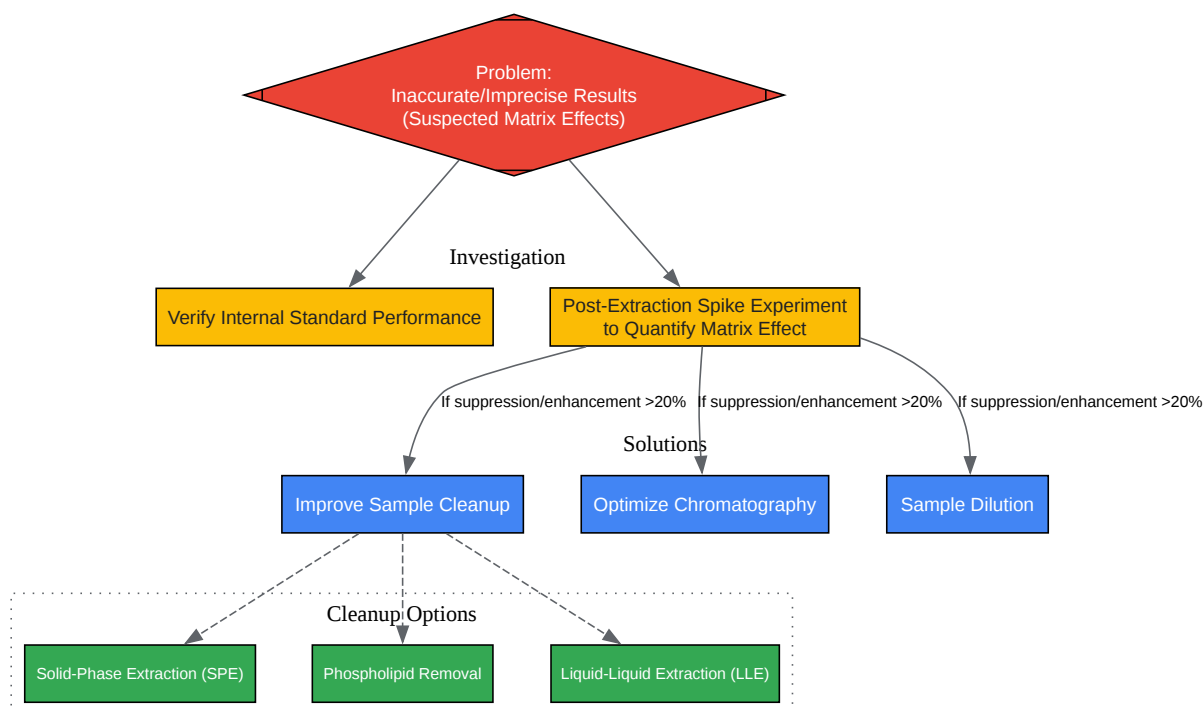 Problem:
Inaccurate/Imprecise Results
(Suspected Matrix Effects)
Investigation
Verify Internal Standard Performance
Post-Extraction Spike Experiment
to Quantify Matrix Effect
If suppression/enhancement >20%
If suppression/enhancement >20%
If suppression/enhancement >20%
Solutions
Improve Sample Cleanup
Optimize Chromatography
Sample Dilution
Cleanup Options
Solid-Phase Extraction (SPE)
Phospholipid Removal
Liquid-Liquid Extraction (LLE)